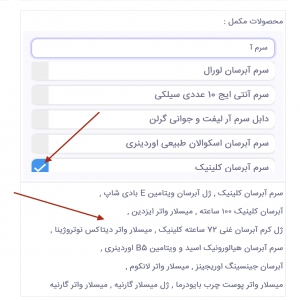 محصولات مکمل :
سرم آ
سرم آبرسان لورال
سرم آنتی ایج ۱۰ عددی سیلکی
دابل سرم آر لیفت و جوانی گرلن
سرم آبرسان اسکوالان طبیعی اوردینری
سرم آبرسان کلینیک
سرم آبرسان کلینیک , ژل آبرسان ویتامین E بادی شاپ ,
آبرسان کلینیک ۱۰۰ ساعته , میسلار واتر ایزدین ,
ژل کرم آبرسان غنی ۷۲ ساعته کلینیک , میسلار واتر دیتاکس نوتروژینا ,
سرم آبرسان هیالورونیک اسید و ویتامین B5 اوردینری ,
آبرسان جینسینگ اوریجینز , میسلار واتر لانکوم ,
میسلار واتر پوست چرب بایودرما , ژل میسلار گارنیه , میسلار واتر گارنیه